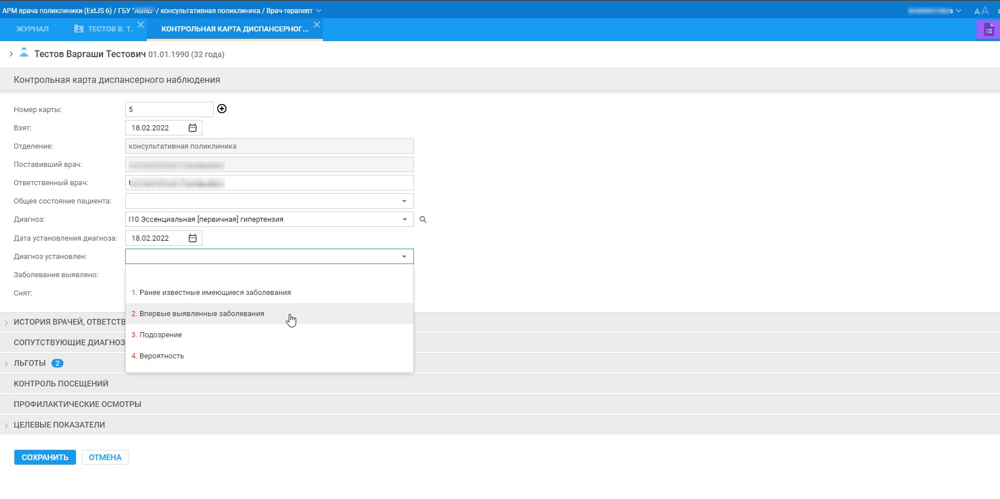 АРМ врача поликлиники (ExtJS 6) / ГБУ " / консультативная поликлиника / Врач-терапевт
А А
ЖУРНАЛ
ТЕСТОВ В. Т.
КОНТРОЛЬНАЯ КАРТА ДИСПАНСЕРНОГ...
Тестов Варгаши Тестович 01.01.1990 (32 года)
Контрольная карта диспансерного наблюдения
Номер карты: 5
Взят: 18.02.2022
Отделение: консультативная поликлиника
Поставивший врач:
Ответственный врач:
Общее состояние пациента:
Диагноз: I10 Эссенциальная [первичная] гипертензия
Дата установления диагноза: 18.02.2022
Диагноз установлен:
Заболевание выявлено:
1. Ранее известные имеющиеся заболевания
Снят:
2. Впервые выявленные заболевания
ИСТОРИЯ ВРАЧЕЙ, ОТВЕТСТВ
3. Подозрение
СОПУТСТВУЮЩИЕ ДИАГНОЗ
4. Вероятность
ЛЬГОТЫ 2
КОНТРОЛЬ ПОСЕЩЕНИЙ
ПРОФИЛАКТИЧЕСКИЕ ОСМОТРЫ
ЦЕЛЕВЫЕ ПОКАЗАТЕЛИ
СОХРАНИТЬ
ОТМЕНА